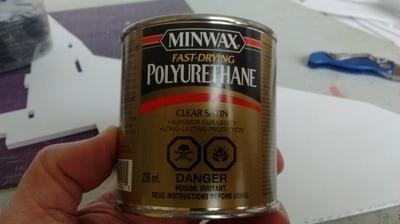 MINWAX®
FAST-DRYING
POLYURETHANE
CLEAR SATIN
• SUPERIOR DURABILITY
• LONG-LASTING PROTECTION
236 mL
DANGER
POISON. IRRITANT.
READ INSTRUCTIONS BEFORE USING.